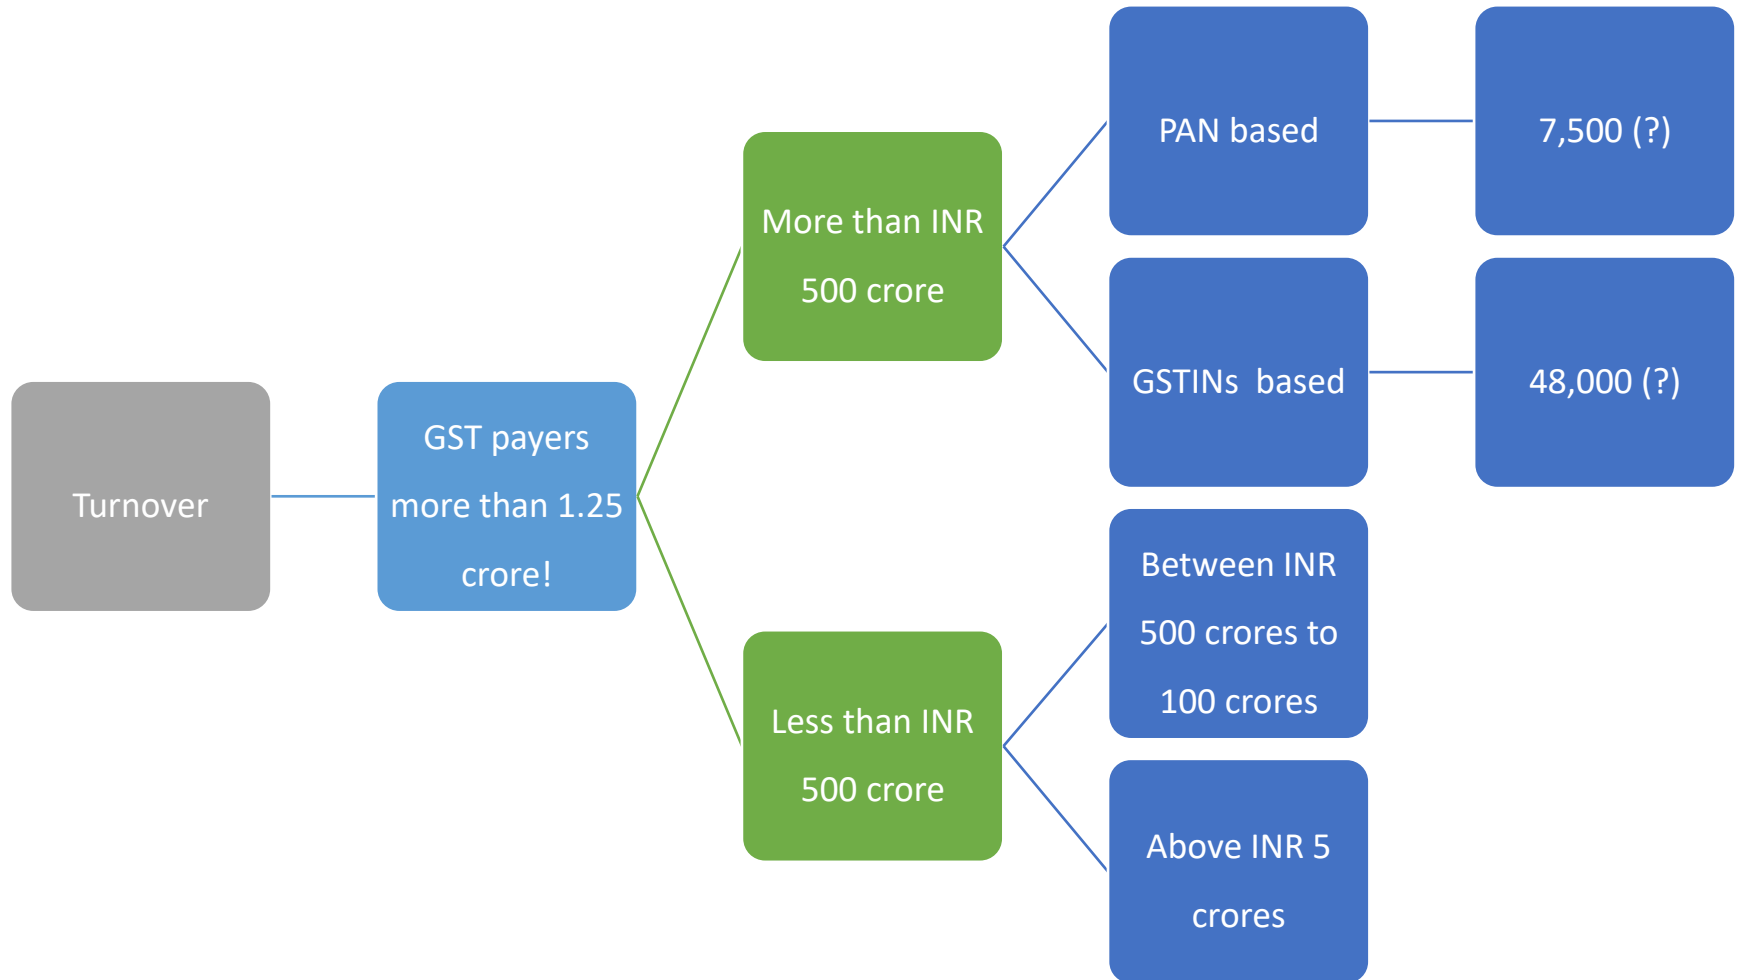 Turnover
GST payers
more than 1.25
crore!
More than INR
500 crore
PAN based
7,500 (?)
GSTINs  based
48,000 (?)
Less than INR
500 crore
Between INR
500 crores to
100 crores
Above INR 5
crores